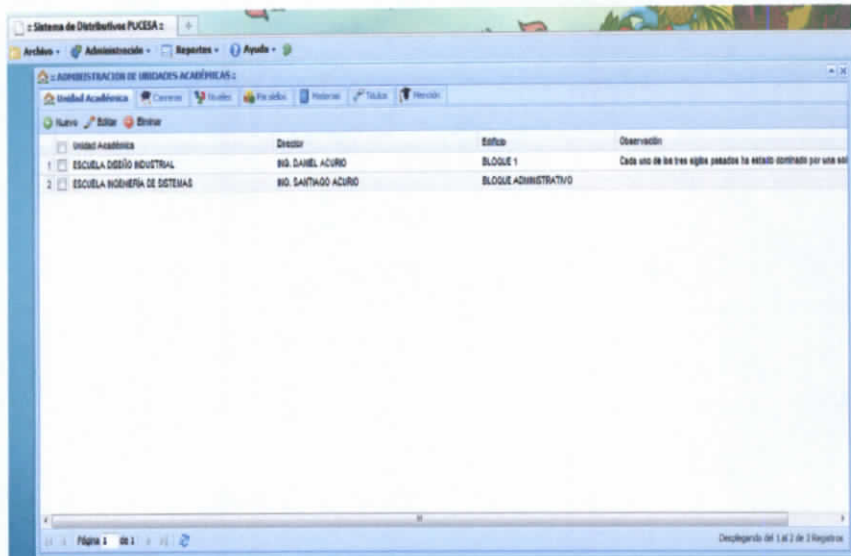 :: Sistema de Distributivos PUCESA ::
Archivo Administración Reportes Ayuda
:: ADMINISTRACIÓN DE UNIDADES ACADÉMICAS ::
Unidad Académica Carreras Niveles Paralelos Materias Títulos Mención
Nuevo Editar Eliminar
Unidad Académica Director Edificio Observación
1 ESCUELA DISEÑO INDUSTRIAL ING. DANIEL ACURIO BLOQUE 1 Cada uno de los tres siglos pasados ha estado dominado por una
2 ESCUELA INGENIERÍA DE SISTEMAS ING. SANTIAGO ACURIO BLOQUE ADMINISTRATIVO
Página 1 de 1 Desplegando del 1 al 2 de 2 Registros